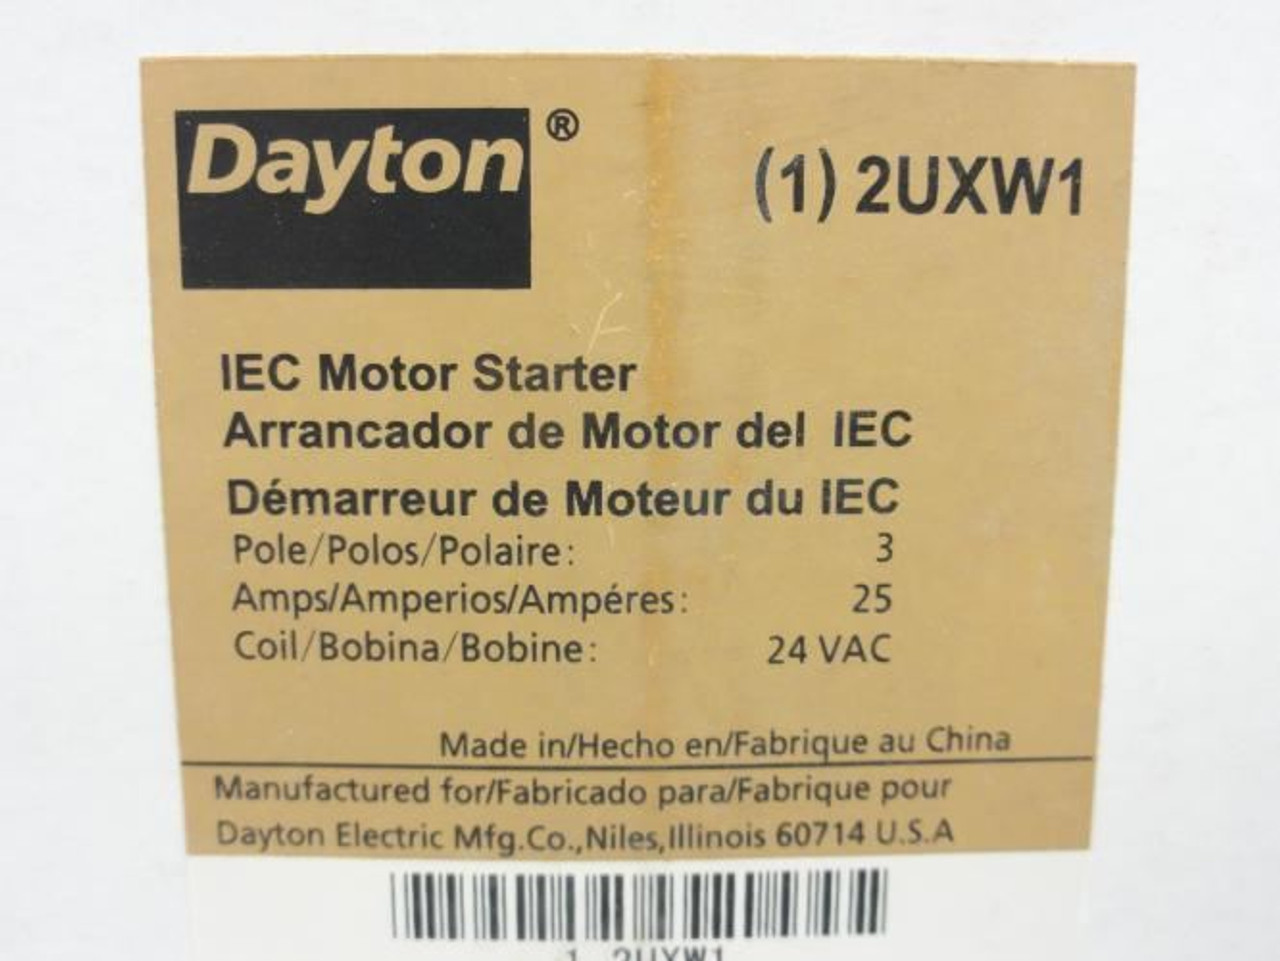 Dayton®
(1) 2UXW1
IEC Motor Starter
Arrancador de Motor del IEC
Démarreur de Moteur du IEC
Pole/Polos/Polaire: 3
Amps/Amperios/Ampéres: 25
Coil/Bobina/Bobine: 24 VAC
Made in/Hecho en/Fabrique au China
Manufactured for/Fabricado para/Fabrique pour
Dayton Electric Mfg.Co.,Niles,Illinois 60714 U.S.A
1 2UXW1